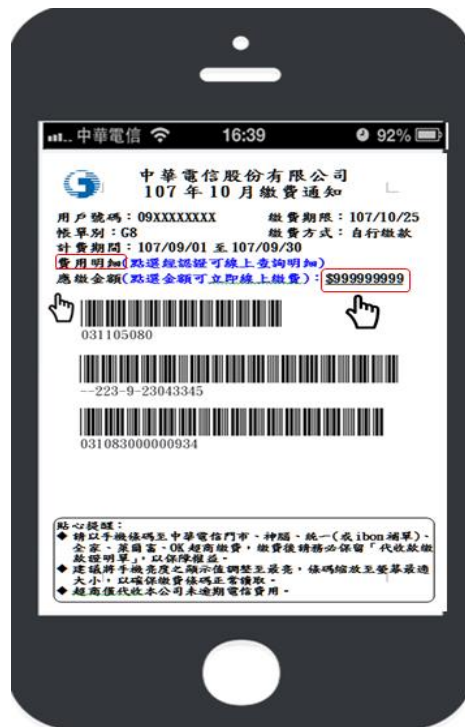 中華電信 16:39 92%
中華電信股份有限公司
107 年 10 月繳費通知
用戶號碼：09XXXXXXXX 繳費期限：107/10/25
帳單別：G8 繳費方式：自行繳款
計費期間：107/09/01 至 107/09/30
費用明細(點選經認證可線上查詢明細)
應繳金額(點選金額可立即線上繳費)：$999999999
031105080
--223-9-23043345
031083000000934
貼心提醒：
◆ 請以手機條碼至中華電信門市、神腦、統一(或 ibon 補單)、
全家、萊爾富、OK 超商繳費，繳費後請務必保留「代收款繳
款證明單」，以保障權益。
◆ 建議將手機亮度之顯示值調整至最亮，條碼縮放至螢幕最適
大小，以確保繳費條碼正常讀取。
◆ 超商僅代收本公司未逾期電信費用。